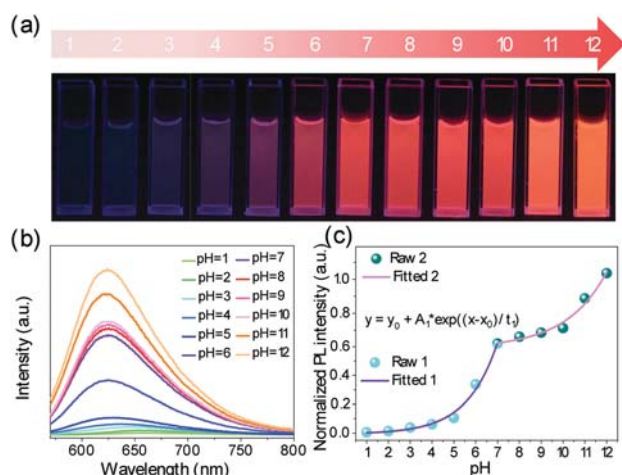 (a)
1 2 3 4 5 6 7 8 9 10 11 12
(b)
Intensity (a.u.)
pH=1 pH=7
pH=2 pH=8
pH=3 pH=9
pH=4 pH=10
pH=5 pH=11
pH=6 pH=12
600 650 700 750 800
Wavelength (nm)
(c)
Normalized PL intensity (a.u.)
Raw 2
Fitted 2
y = y0 + A1*exp((x-x0)/ t1)
Raw 1
Fitted 1
1.0
0.8
0.6
0.4
0.2
0.0
1 2 3 4 5 6 7 8 9 10 11 12
pH